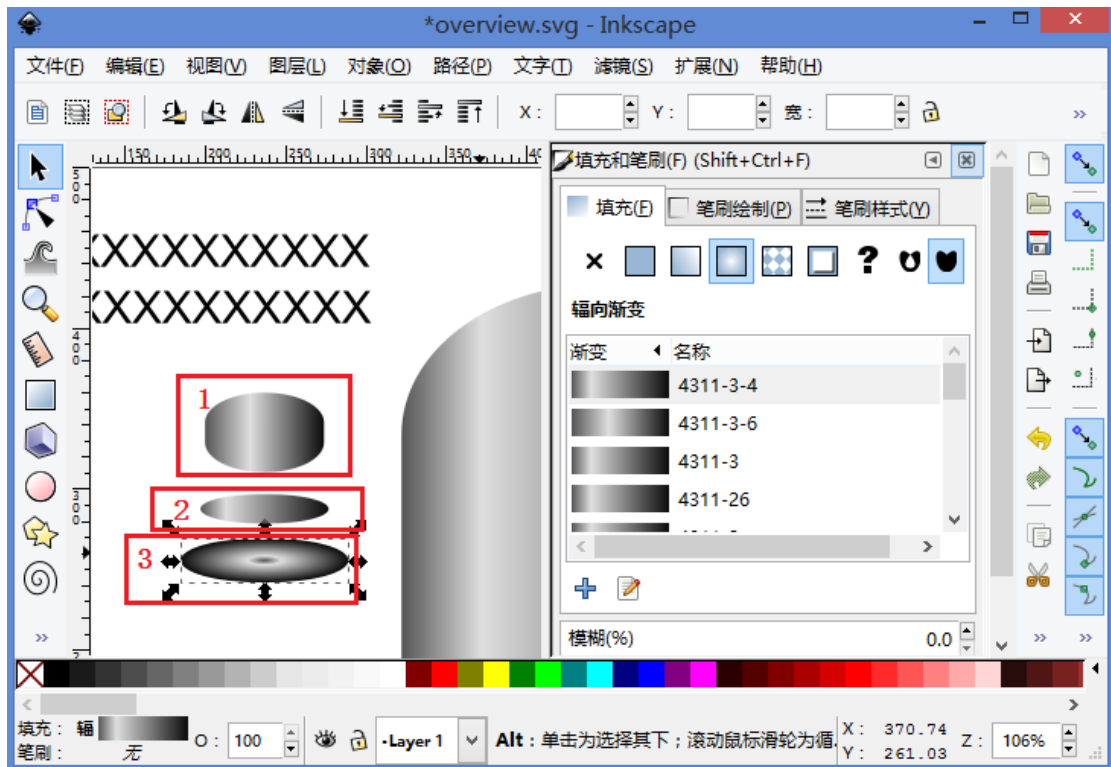 *overview.svg - Inkscape
文件(F) 编辑(E) 视图(V) 图层(L) 对象(O) 路径(P) 文字(T) 滤镜(S) 扩展(N) 帮助(H)
X: Y: 宽:
150 200 250 300 350
填充和笔刷(F) (Shift+Ctrl+F)
填充(F) 笔刷绘制(P) 笔刷样式(Y)
XXXXXXXXXX
?
XXXXXXXXXX
辐向渐变
渐变 名称
4311-3-4
1
4311-3-6
4311-3
2
4311-26
3
模糊(%) 0.0
填充: 辐
笔刷: 无
O: 100
Layer 1
Alt:单击为选择其下;滚动鼠标滑轮为循
X: 370.74
Y: 261.03
Z: 106%